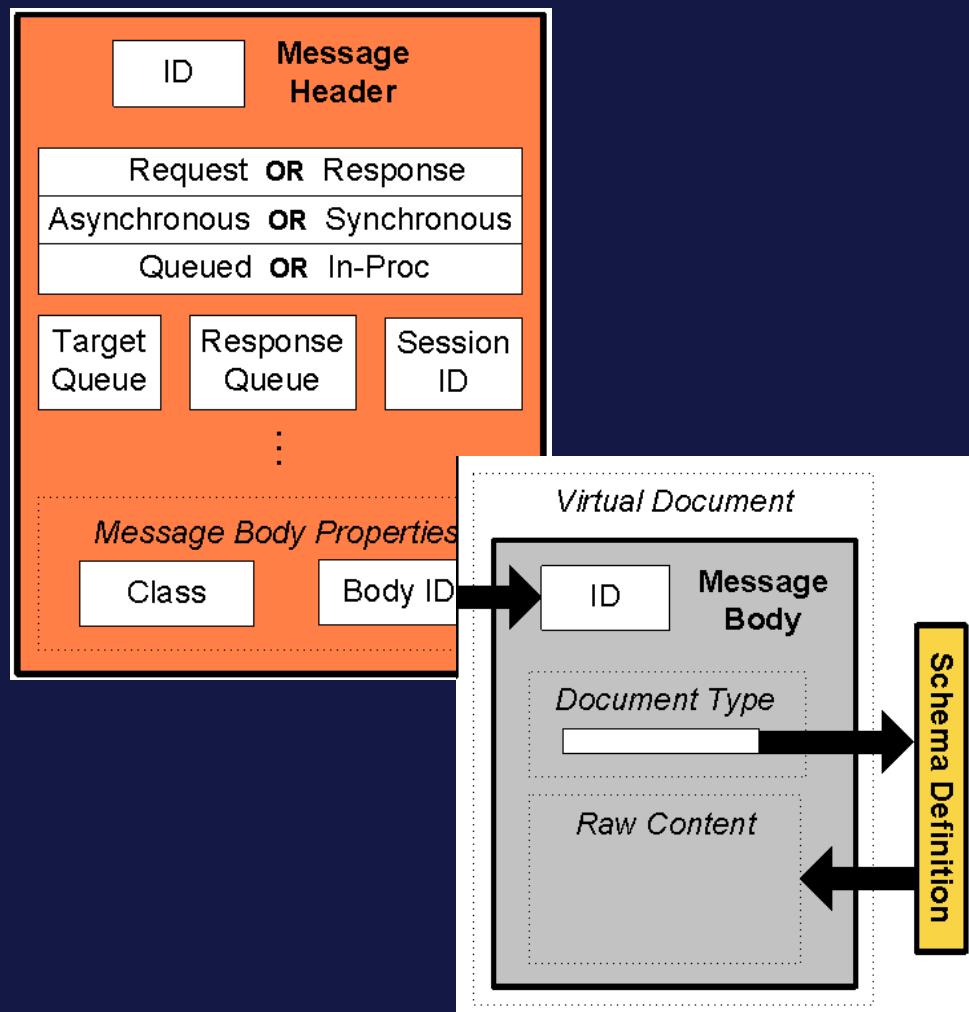 ID
Message
Header
Request OR Response
Asynchronous OR Synchronous
Queued OR In-Proc
Target
Queue
Response
Queue
Session
ID
Message Body Properties
Class
Body ID
Virtual Document
ID
Message
Body
Document Type
Raw Content
Schema Definition